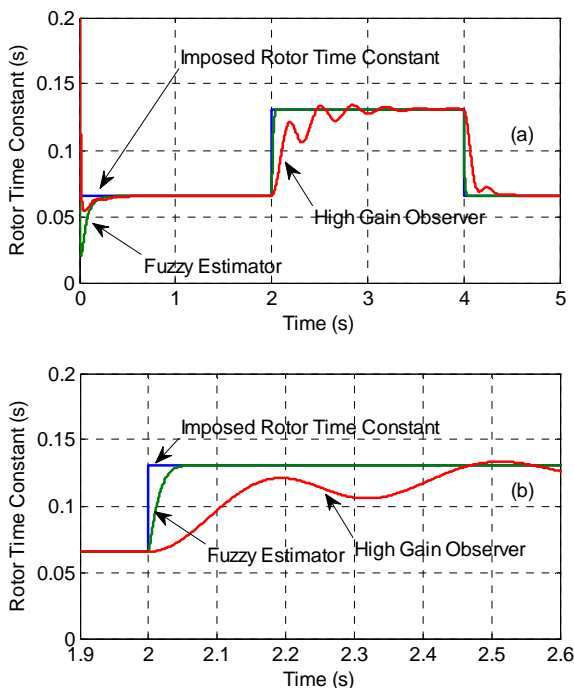 0.2
Imposed Rotor Time Constant
0.15
(a)
0.1
High Gain Observer
0.05
Fuzzy Estimator
0
0
1
2
3
4
5
Rotor Time Constant (s)
Time (s)
0.2
Imposed Rotor Time Constant
0.15
(b)
0.1
Fuzzy Estimator
High Gain Observer
0.05
0
1.9
2
2.1
2.2
2.3
2.4
2.5
2.6
Rotor Time Constant (s)
Time (s)